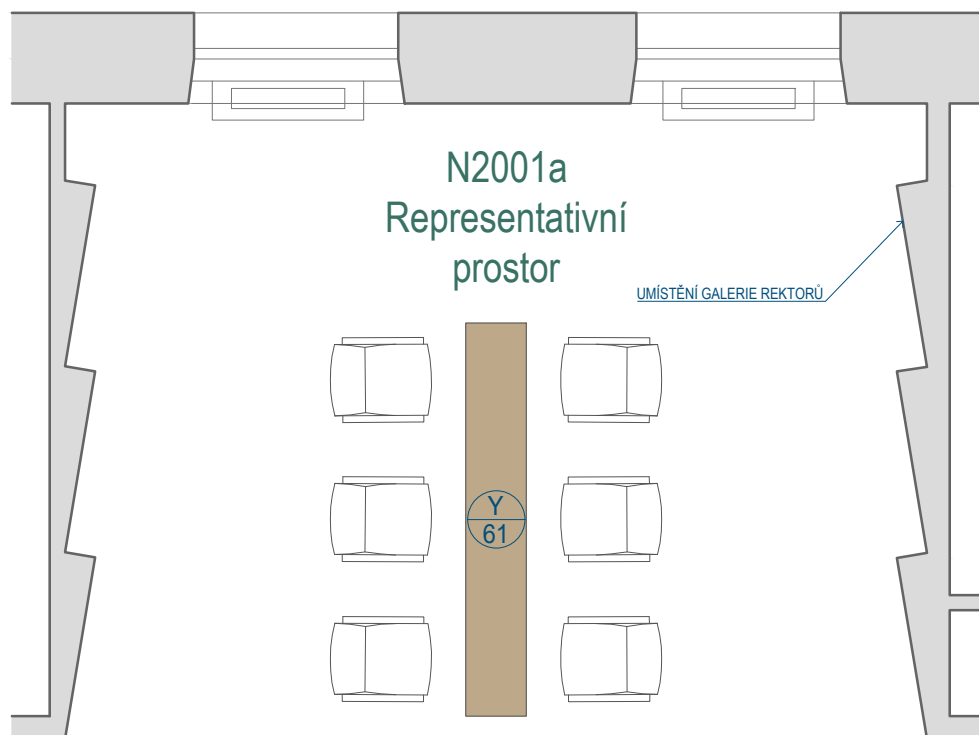 N2001a
Representativní
prostor
UMÍSTĚNÍ GALERIE REKTORŮ
Y
61